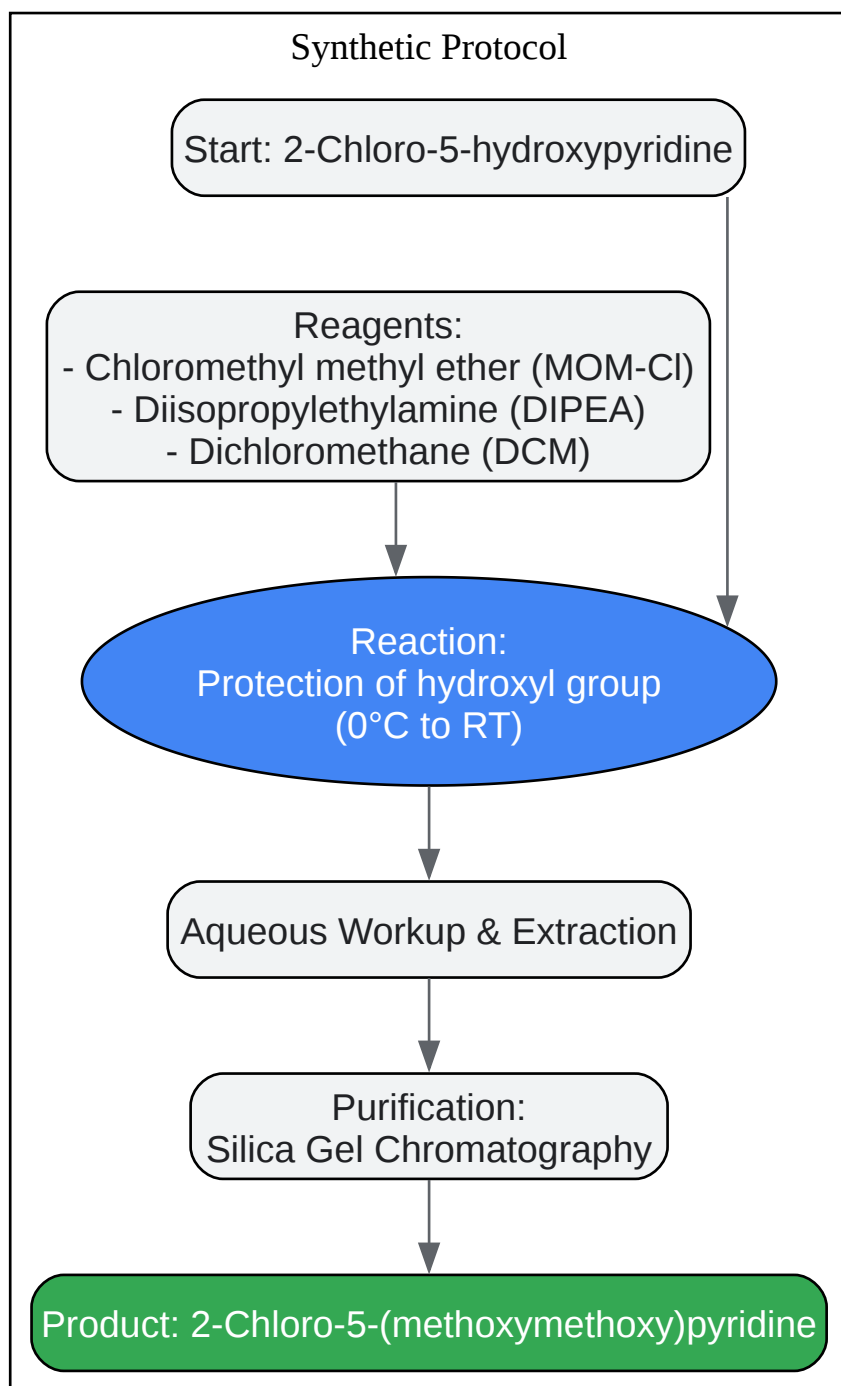 Synthetic Protocol
Start: 2-Chloro-5-hydroxypyridine
Reagents:
- Chloromethyl methyl ether (MOM-Cl)
- Diisopropylethylamine (DIPEA)
- Dichloromethane (DCM)
Reaction:
Protection of hydroxyl group
(0°C to RT)
Aqueous Workup & Extraction
Purification:
Silica Gel Chromatography
Product: 2-Chloro-5-(methoxymethoxy)pyridine